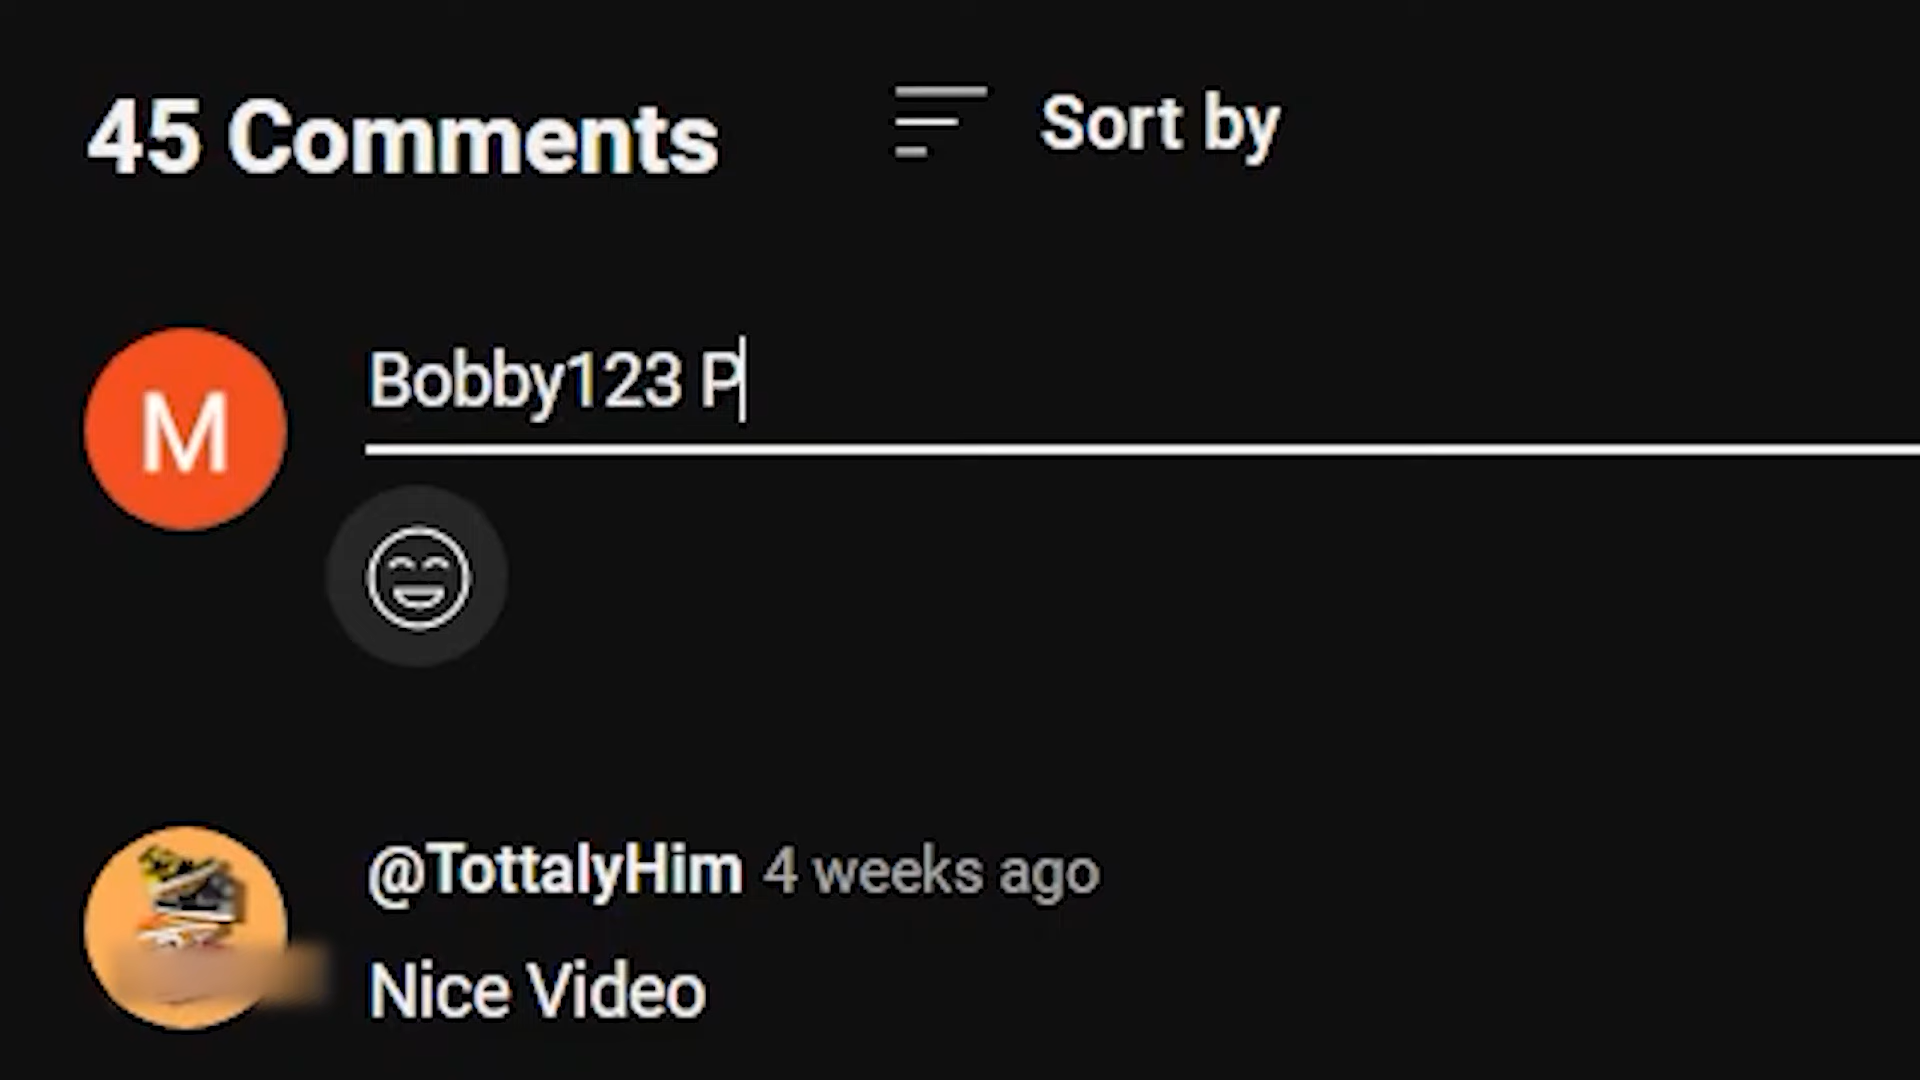 45 Comments
Sort by
M
Bobby123 P
@TottalyHim 4 weeks ago
Nice Video